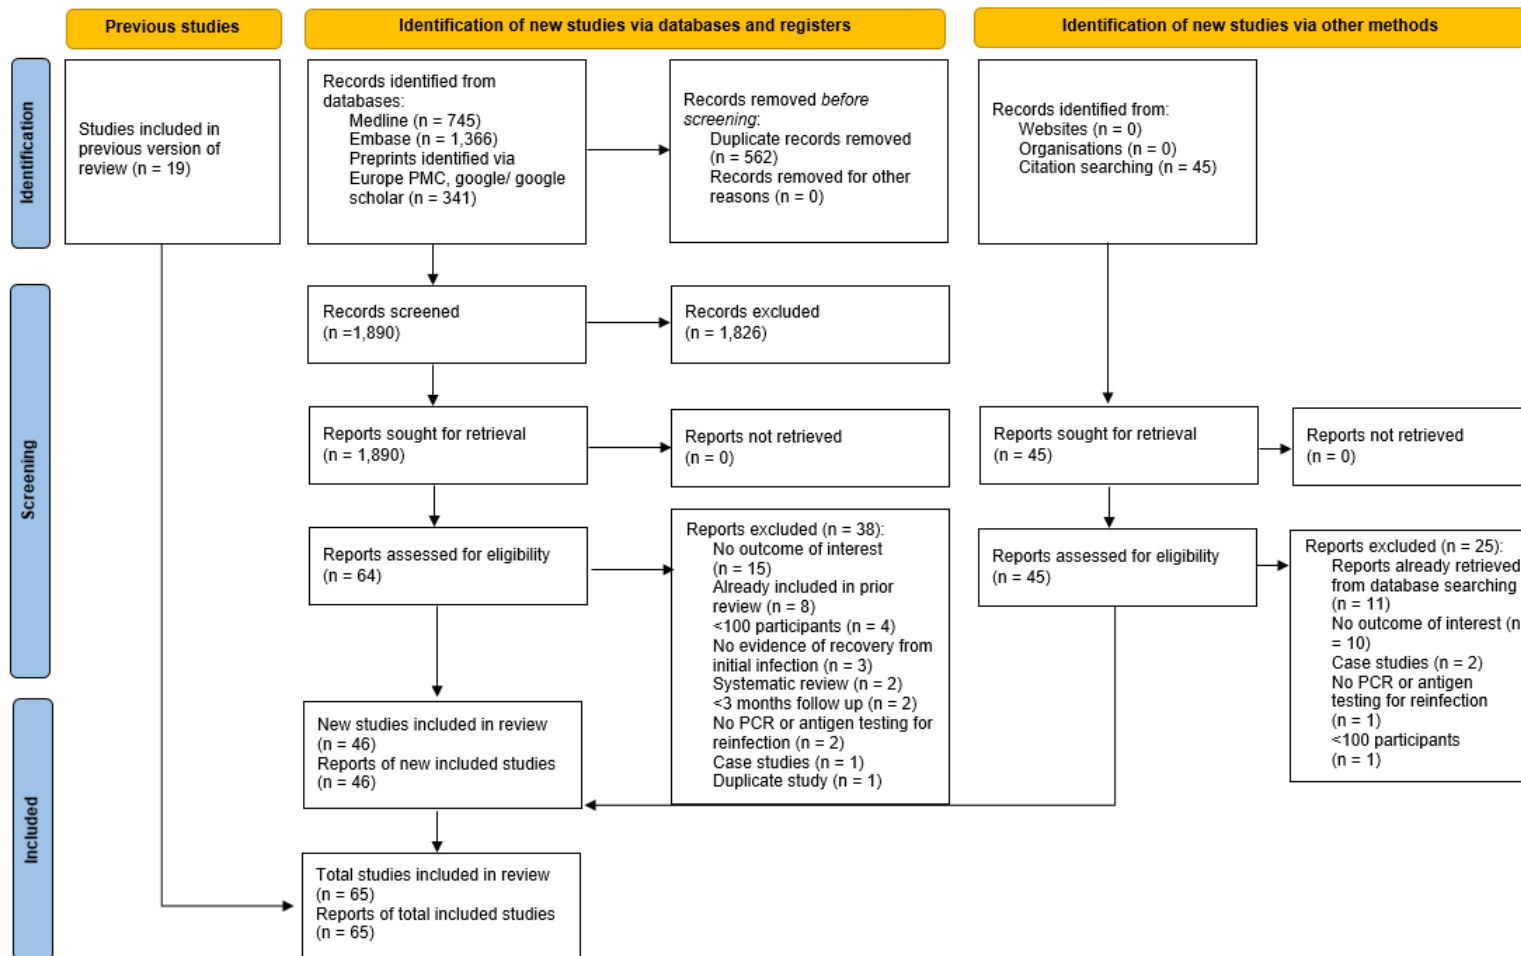 Previous studies
Identification of new studies via databases and registers
Identification of new studies via other methods
Identification
Studies included in
previous version of
review (n = 19)
Records identified from
databases:
Medline (n = 745)
Embase (n = 1,366)
Preprints identified via
Europe PMC, google/ google
scholar (n = 341)
Records removed before
screening:
Duplicate records removed
(n = 562)
Records removed for other
reasons (n = 0)
Records identified from:
Websites (n = 0)
Organisations (n = 0)
Citation searching (n = 45)
Screening
Records screened
(n =1,890)
Records excluded
(n = 1,826)
Reports sought for retrieval
(n = 1,890)
Reports not retrieved
(n = 0)
Reports sought for retrieval
(n = 45)
Reports not retrieved
(n = 0)
Reports assessed for eligibility
(n = 64)
Reports excluded (n = 38):
No outcome of interest
(n = 15)
Already included in prior
review (n = 8)
<100 participants (n = 4)
No evidence of recovery from
initial infection (n = 3)
Systematic review (n = 2)
<3 months follow up (n = 2)
No PCR or antigen testing for
reinfection (n = 2)
Case studies (n = 1)
Duplicate study (n = 1)
Reports assessed for eligibility
(n = 45)
Reports excluded (n = 25):
Reports already retrieved
from database searching
(n = 11)
No outcome of interest (n
= 10)
Case studies (n = 2)
No PCR or antigen
testing for reinfection
(n = 1)
<100 participants
(n = 1)
Included
New studies included in review
(n = 46)
Reports of new included studies
(n = 46)
Total studies included in review
(n = 65)
Reports of total included studies
(n = 65)